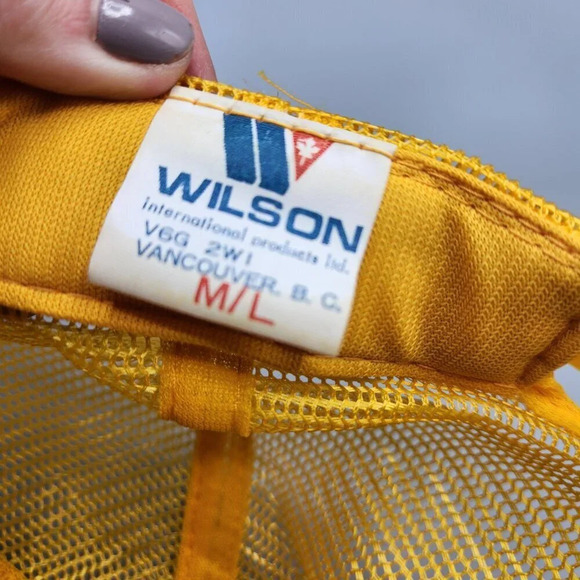 WILSON
international products ltd.
V6G 2W1
VANCOUVER, B. C.
M/L